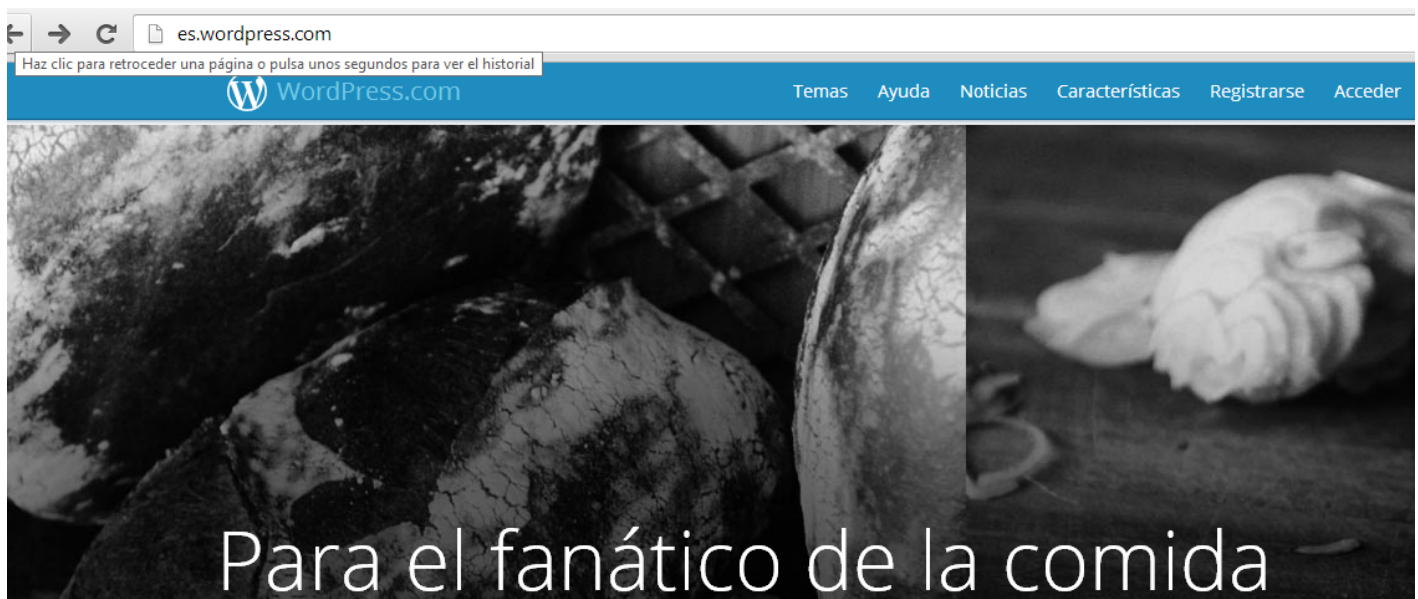 es.wordpress.com
Haz clic para retroceder una página o pulsa unos segundos para ver el historial
WordPress.com Temas Ayuda Noticias Características Registrarse Acceder
Para el fanático de la comida